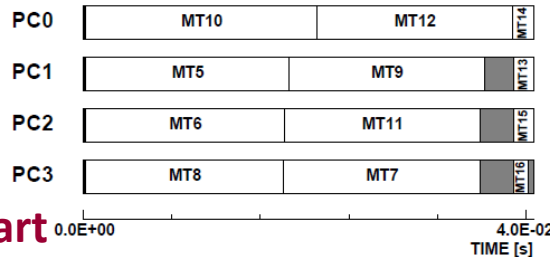 PC0 MT10 MT12 MT14
PC1 MT5 MT9 MT13
PC2 MT6 MT11 MT15
PC3 MT8 MT7 MT16
art 0.0E+00 4.0E-02
TIME [s]